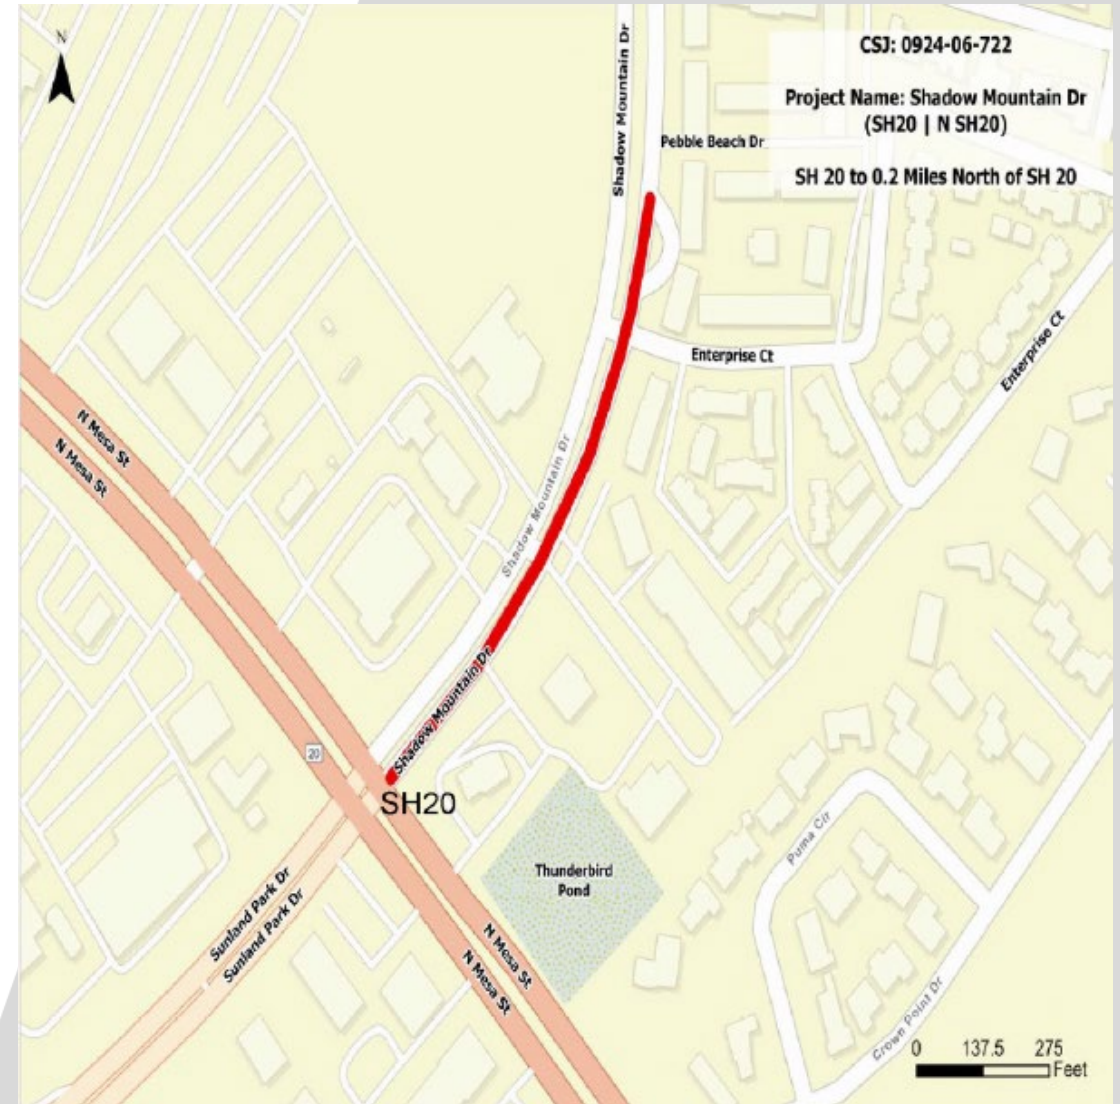 N
Shadow Mountain Dr
CSJ: 0924-06-722
Project Name: Shadow Mountain Dr
(SH20 | N SH20)
SH 20 to 0.2 Miles North of SH 20
Pebble Beach Dr
Enterprise Ct
Enterprise Ct
N Mesa St
N Mesa St
Shadow Mountain Dr
Shadow Mountain Dr
20
SH20
Puma Cir
Thunderbird
Pond
Sunland Park Dr
Sunland Park Dr
N Mesa St
N Mesa St
Crown Point Dr
0 137.5 275
Feet